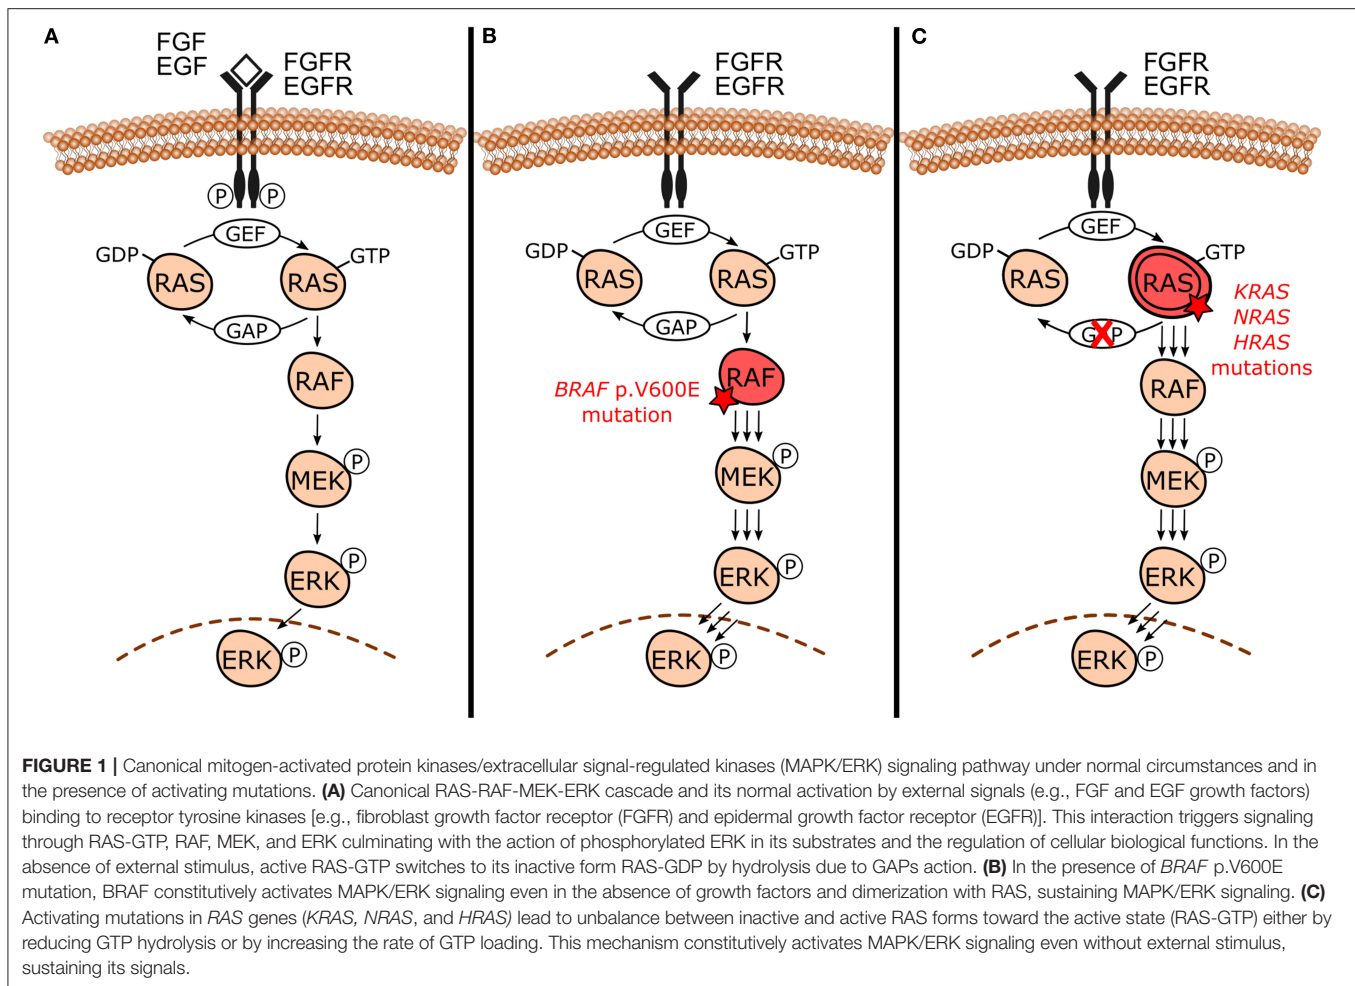 A
FGF
EGF
FGFR
EGFR
P
P
GEF
GDP
GTP
RAS
RAS
GAP
RAF
MEK
P
ERK
P
ERK
P
B
FGFR
EGFR
GEF
GDP
GTP
RAS
RAS
GAP
RAF
BRAF p.V600E
mutation
MEK
P
ERK
P
ERK
P
C
FGFR
EGFR
GEF
GDP
GTP
RAS
RAS
KRAS
NRAS
HRAS
mutations
GAP
RAF
MEK
P
ERK
P
ERK
P
FIGURE 1 | Canonical mitogen-activated protein kinases/extracellular signal-regulated kinases (MAPK/ERK) signaling pathway under normal circumstances and in
the presence of activating mutations. (A) Canonical RAS-RAF-MEK-ERK cascade and its normal activation by external signals (e.g., FGF and EGF growth factors)
binding to receptor tyrosine kinases [e.g., fibroblast growth factor receptor (FGFR) and epidermal growth factor receptor (EGFR)]. This interaction triggers signaling
through RAS-GTP, RAF, MEK, and ERK culminating with the action of phosphorylated ERK in its substrates and the regulation of cellular biological functions. In the
absence of external stimulus, active RAS-GTP switches to its inactive form RAS-GDP by hydrolysis due to GAPs action. (B) In the presence of BRAF p.V600E
mutation, BRAF constitutively activates MAPK/ERK signaling even in the absence of growth factors and dimerization with RAS, sustaining MAPK/ERK signaling. (C)
Activating mutations in RAS genes (KRAS, NRAS, and HRAS) lead to unbalance between inactive and active RAS forms toward the active state (RAS-GTP) either by
reducing GTP hydrolysis or by increasing the rate of GTP loading. This mechanism constitutively activates MAPK/ERK signaling even without external stimulus,
sustaining its signals.